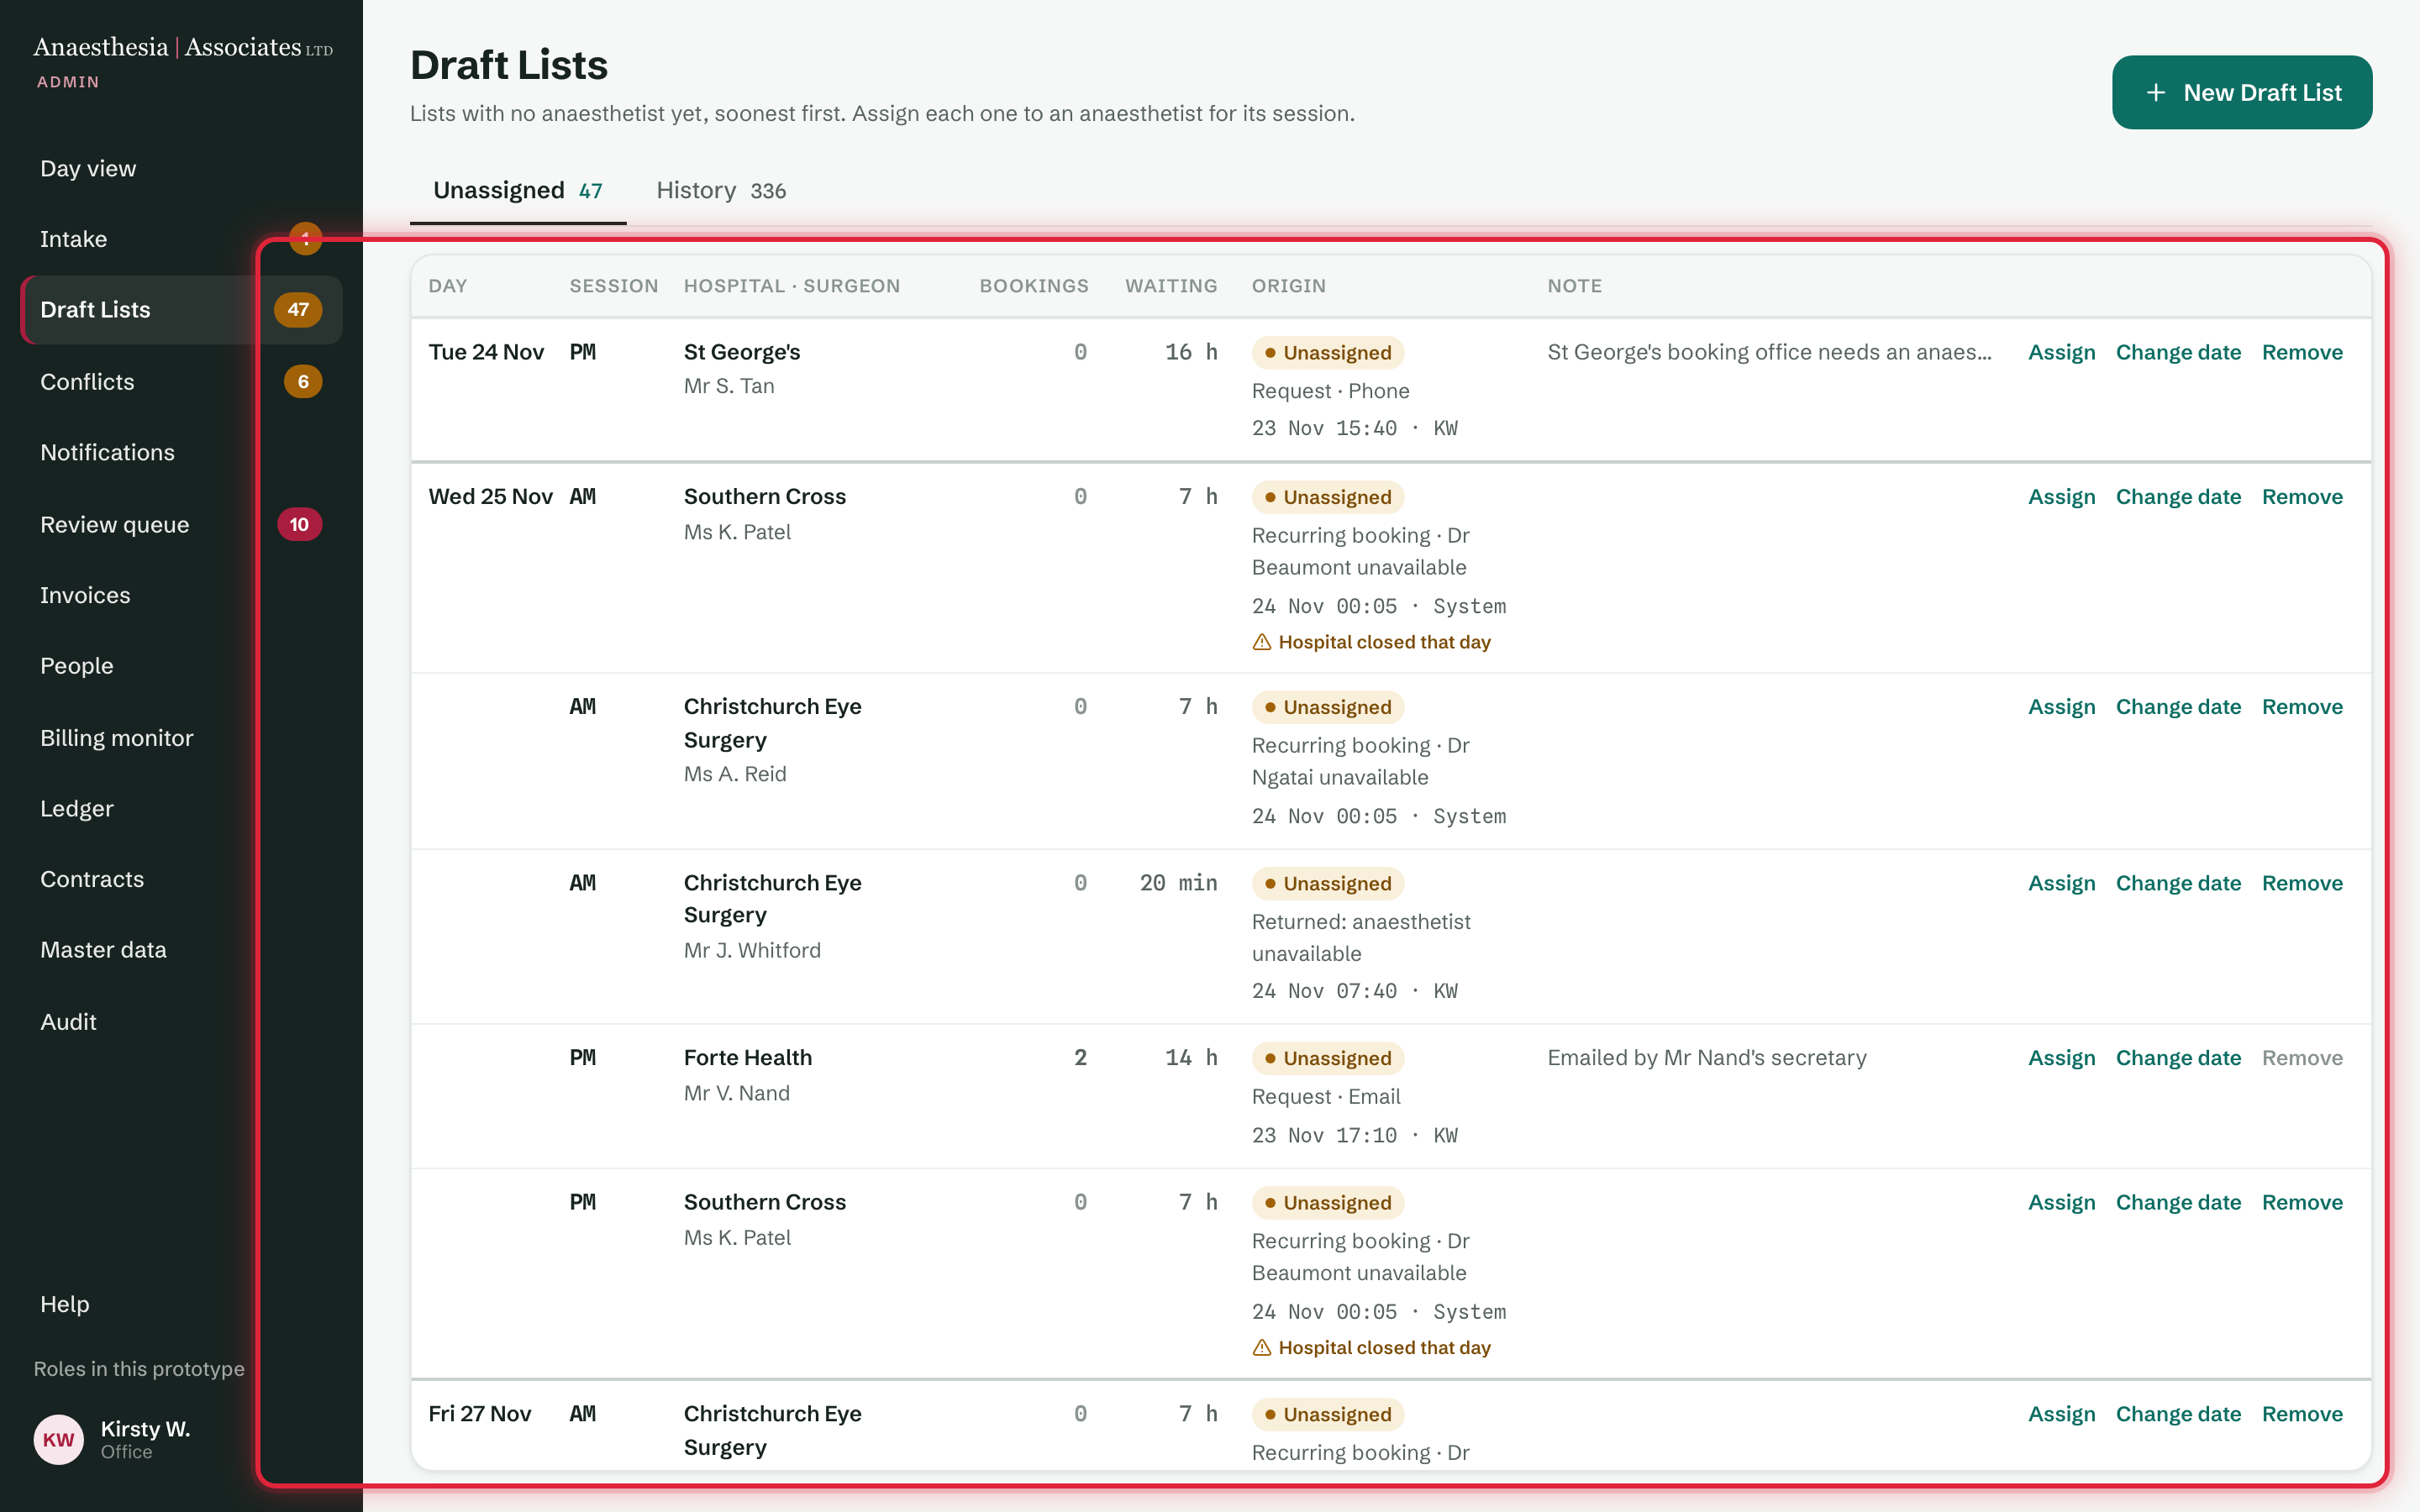 Anaesthesia | Associates LTD
ADMIN
Day view
Intake 1
Draft Lists 47
Conflicts 6
Notifications
Review queue 10
Invoices
People
Billing monitor
Ledger
Contracts
Master data
Audit
Help
Roles in this prototype
KW Kirsty W.
Office
Draft Lists
Lists with no anaesthetist yet, soonest first. Assign each one to an anaesthetist for its session.
+ New Draft List
Unassigned 47 History 336
DAY SESSION HOSPITAL · SURGEON BOOKINGS WAITING ORIGIN NOTE
Tue 24 Nov PM St George's 0 16 h Unassigned St George's booking office needs an anaes... Assign Change date Remove
Mr S. Tan Request · Phone
23 Nov 15:40 · KW
Wed 25 Nov AM Southern Cross 0 7 h Unassigned Assign Change date Remove
Ms K. Patel Recurring booking · Dr
Beaumont unavailable
24 Nov 00:05 · System
Hospital closed that day
AM Christchurch Eye 0 7 h Unassigned Assign Change date Remove
Surgery Recurring booking · Dr
Ms A. Reid Ngatai unavailable
24 Nov 00:05 · System
AM Christchurch Eye 0 20 min Unassigned Assign Change date Remove
Surgery Returned: anaesthetist
Mr J. Whitford unavailable
24 Nov 07:40 · KW
PM Forte Health 2 14 h Unassigned Emailed by Mr Nand's secretary Assign Change date Remove
Mr V. Nand Request · Email
23 Nov 17:10 · KW
PM Southern Cross 0 7 h Unassigned Assign Change date Remove
Ms K. Patel Recurring booking · Dr
Beaumont unavailable
24 Nov 00:05 · System
Hospital closed that day
Fri 27 Nov AM Christchurch Eye 0 7 h Unassigned Assign Change date Remove
Surgery Recurring booking · Dr